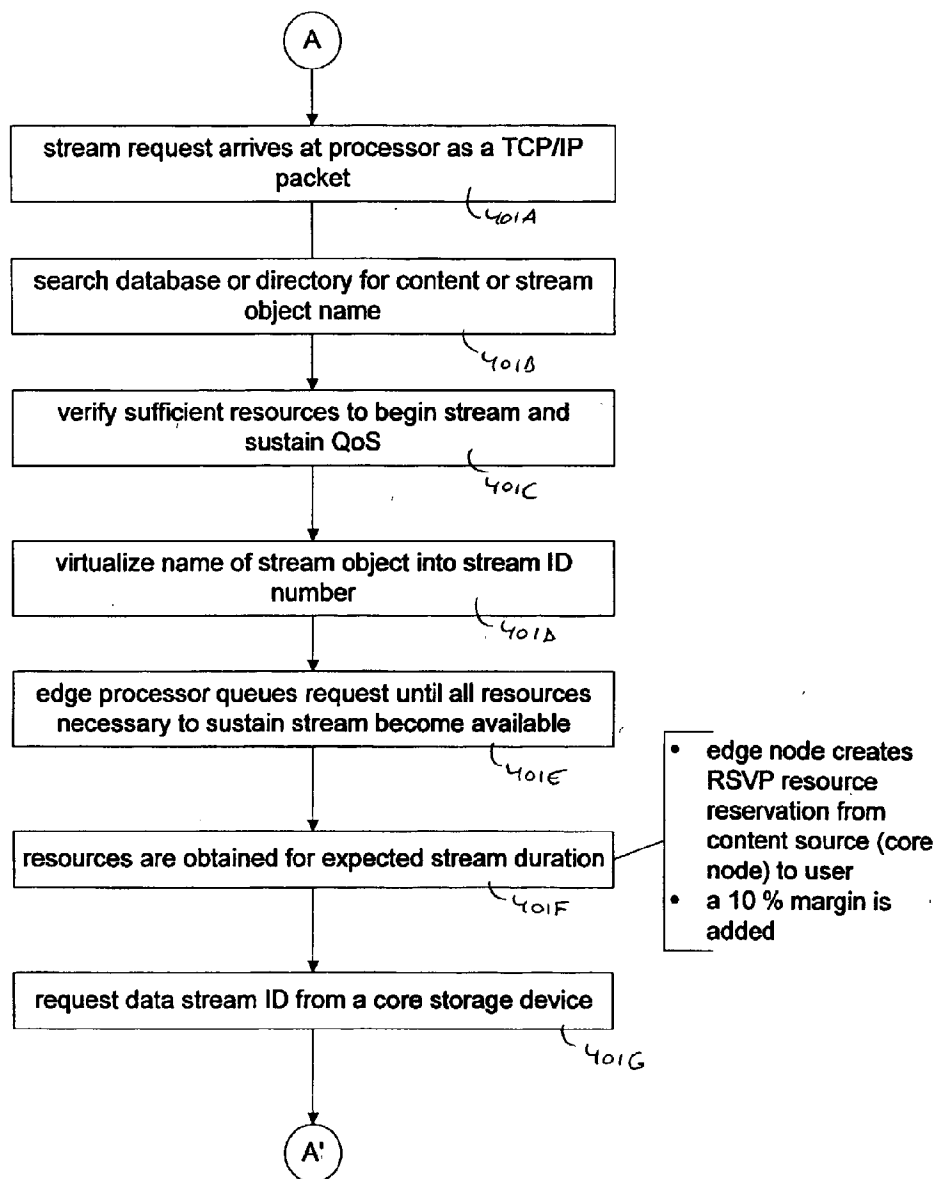 A
stream request arrives at processor as a TCP/IP
packet
401A
search database or directory for content or stream
object name
401B
verify sufficient resources to begin stream and
sustain QoS
401C
virtualize name of stream object into stream ID
number
401D
edge processor queues request until all resources
necessary to sustain stream become available
401E
resources are obtained for expected stream duration
401F
• edge node creates
RSVP resource
reservation from
content source (core
node) to user
• a 10 % margin is
added
request data stream ID from a core storage device
401G
A'